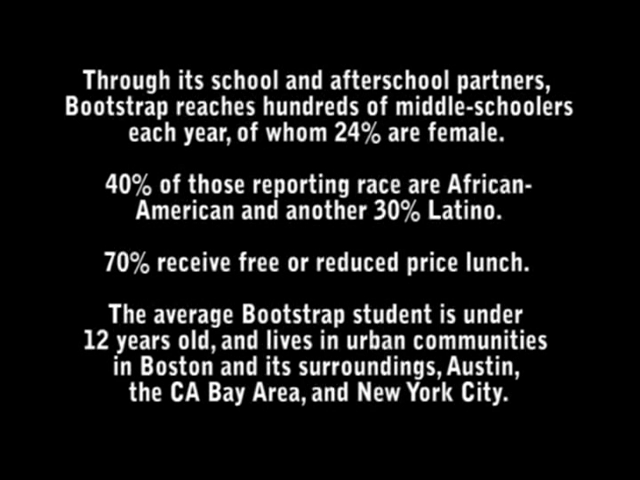 Through its school and afterschool partners,
Bootstrap reaches hundreds of middle-schoolers
each year, of whom 24% are female.
40% of those reporting race are African-
American and another 30% Latino.
70% receive free or reduced price lunch.
The average Bootstrap student is under
12 years old, and lives in urban communities
in Boston and its surroundings, Austin,
the CA Bay Area, and New York City.